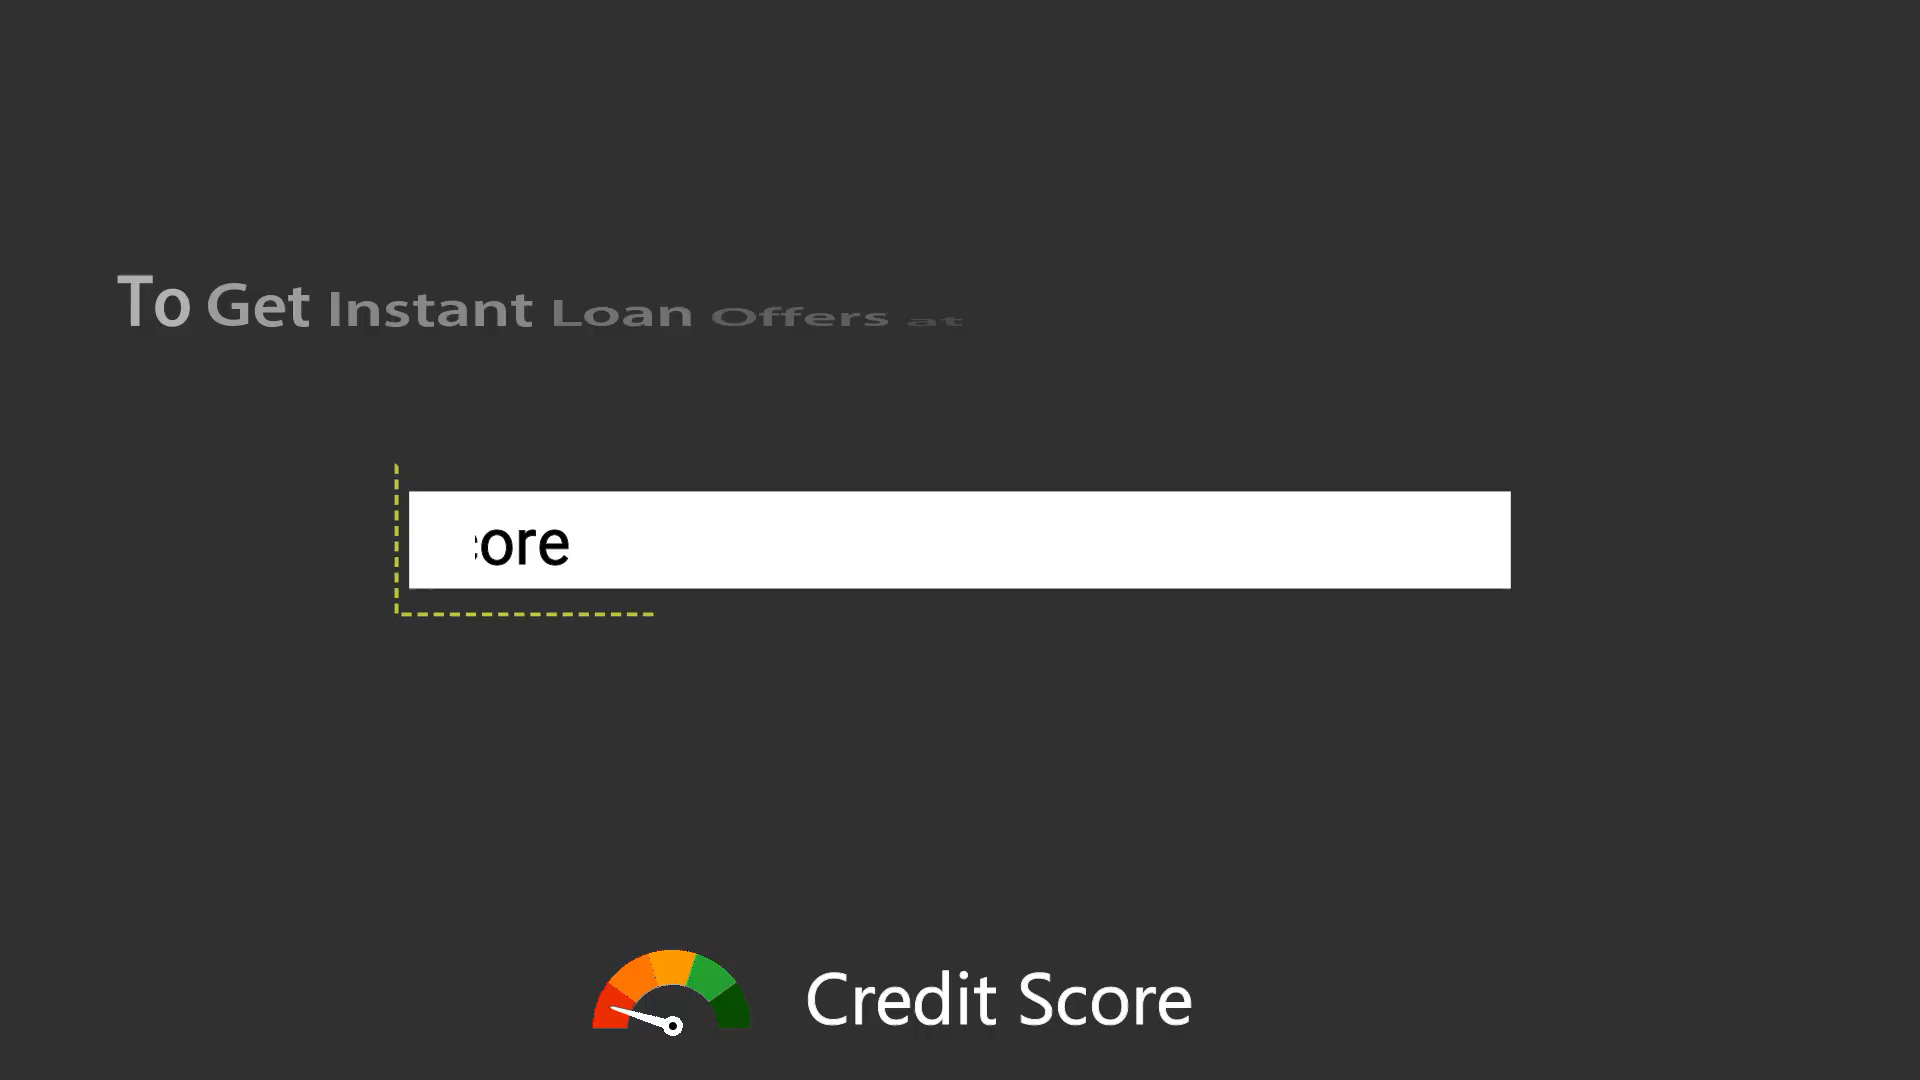 To Get Instant Loan Offers at
ore
Credit Score